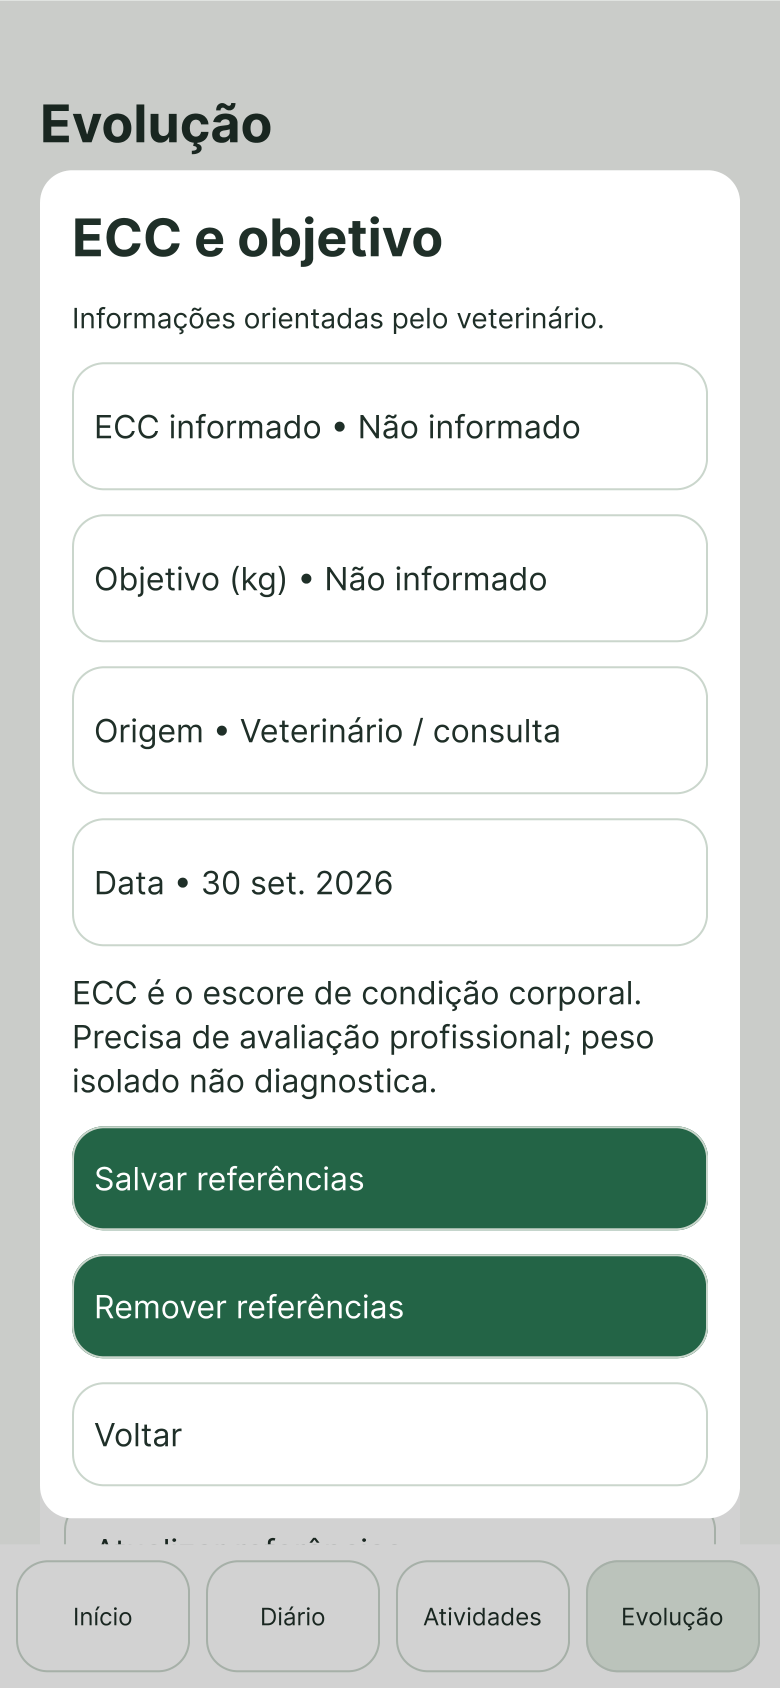 Evolução
ECC e objetivo
Informações orientadas pelo veterinário.
ECC informado • Não informado
Objetivo (kg) • Não informado
Origem • Veterinário / consulta
Data • 30 set. 2026
ECC é o escore de condição corporal.
Precisa de avaliação profissional; peso
isolado não diagnostica.
Salvar referências
Remover referências
Voltar
Atualizar referências
Início
Diário
Atividades
Evolução